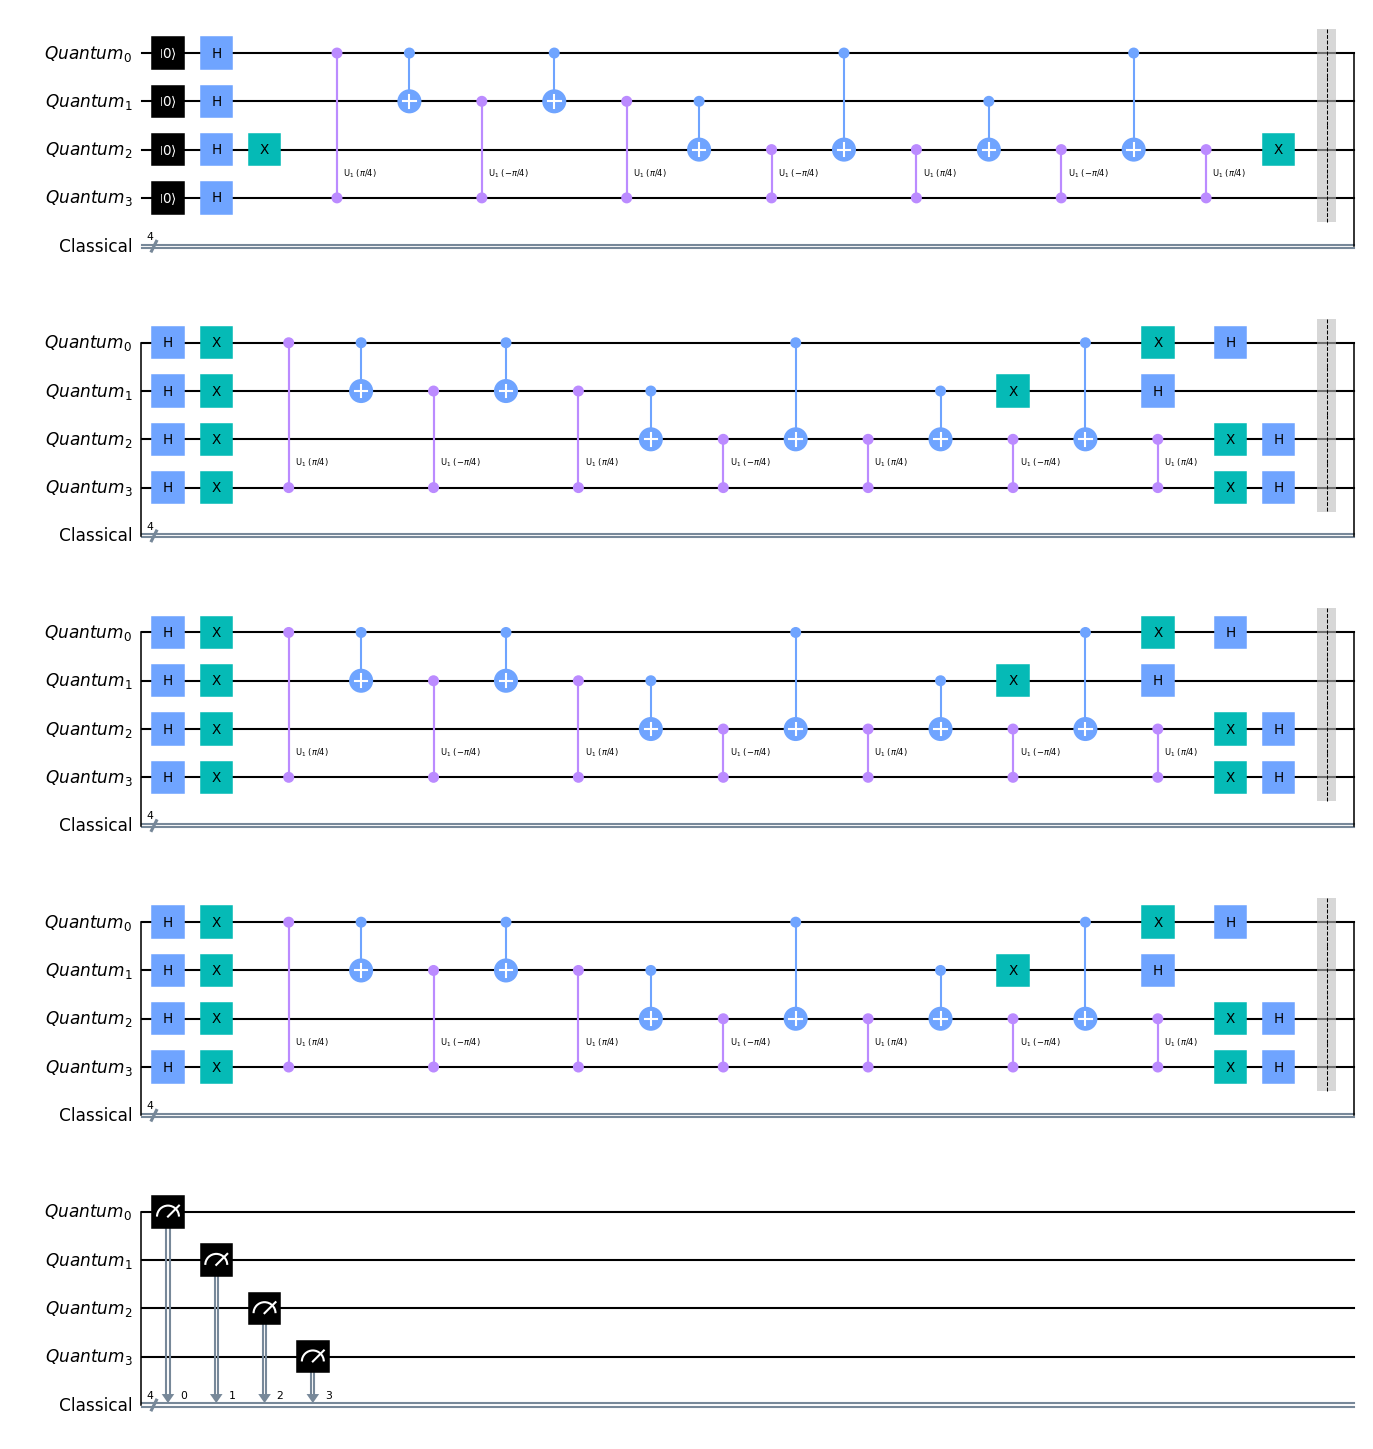 Quantum₀ |0⟩ H
Quantum₁ |0⟩ H
Quantum₂ |0⟩ H X X
U₁ (π/4) U₁ (−π/4) U₁ (π/4) U₁ (−π/4) U₁ (π/4) U₁ (−π/4) U₁ (π/4)
Quantum₃ |0⟩ H
Classical 4
Quantum₀ H X X H
Quantum₁ H X X H
Quantum₂ H X X H
U₁ (π/4) U₁ (−π/4) U₁ (π/4) U₁ (−π/4) U₁ (π/4) U₁ (−π/4) U₁ (π/4)
Quantum₃ H X X H
Classical 4
Quantum₀ H X X H
Quantum₁ H X X H
Quantum₂ H X X H
U₁ (π/4) U₁ (−π/4) U₁ (π/4) U₁ (−π/4) U₁ (π/4) U₁ (−π/4) U₁ (π/4)
Quantum₃ H X X H
Classical 4
Quantum₀ H X X H
Quantum₁ H X X H
Quantum₂ H X X H
U₁ (π/4) U₁ (−π/4) U₁ (π/4) U₁ (−π/4) U₁ (π/4) U₁ (−π/4) U₁ (π/4)
Quantum₃ H X X H
Classical 4
Quantum₀
Quantum₁
Quantum₂
Quantum₃
Classical 4 0 1 2 3